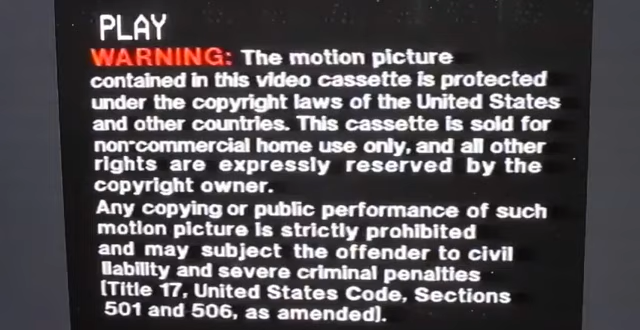 PLAY
WARNING: The motion picture
contained in this video cassette is protected
under the copyright laws of the United States
and other countries. This cassette is sold for
non-commercial home use only, and all other
rights are expressly reserved by the
copyright owner.
Any copying or public performance of such
motion picture is strictly prohibited
and may subject the offender to civil
liability and severe criminal penalties
(Title 17, United States Code, Sections
501 and 506, as amended).